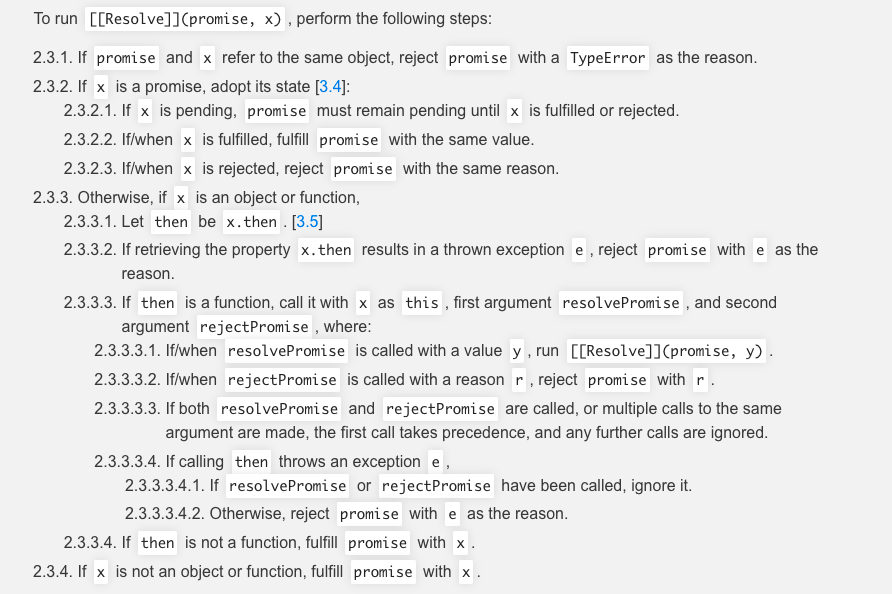 To run [[Resolve]](promise, x), perform the following steps:
2.3.1. If promise and x refer to the same object, reject promise with a TypeError as the reason.
2.3.2. If x is a promise, adopt its state [3.4]:
2.3.2.1. If x is pending, promise must remain pending until x is fulfilled or rejected.
2.3.2.2. If/when x is fulfilled, fulfill promise with the same value.
2.3.2.3. If/when x is rejected, reject promise with the same reason.
2.3.3. Otherwise, if x is an object or function,
2.3.3.1. Let then be x.then. [3.5]
2.3.3.2. If retrieving the property x.then results in a thrown exception e, reject promise with e as the
reason.
2.3.3.3. If then is a function, call it with x as this, first argument resolvePromise, and second
argument rejectPromise, where:
2.3.3.3.1. If/when resolvePromise is called with a value y, run [[Resolve]](promise, y).
2.3.3.3.2. If/when rejectPromise is called with a reason r, reject promise with r.
2.3.3.3.3. If both resolvePromise and rejectPromise are called, or multiple calls to the same
argument are made, the first call takes precedence, and any further calls are ignored.
2.3.3.3.4. If calling then throws an exception e,
2.3.3.3.4.1. If resolvePromise or rejectPromise have been called, ignore it.
2.3.3.3.4.2. Otherwise, reject promise with e as the reason.
2.3.3.4. If then is not a function, fulfill promise with x.
2.3.4. If x is not an object or function, fulfill promise with x.